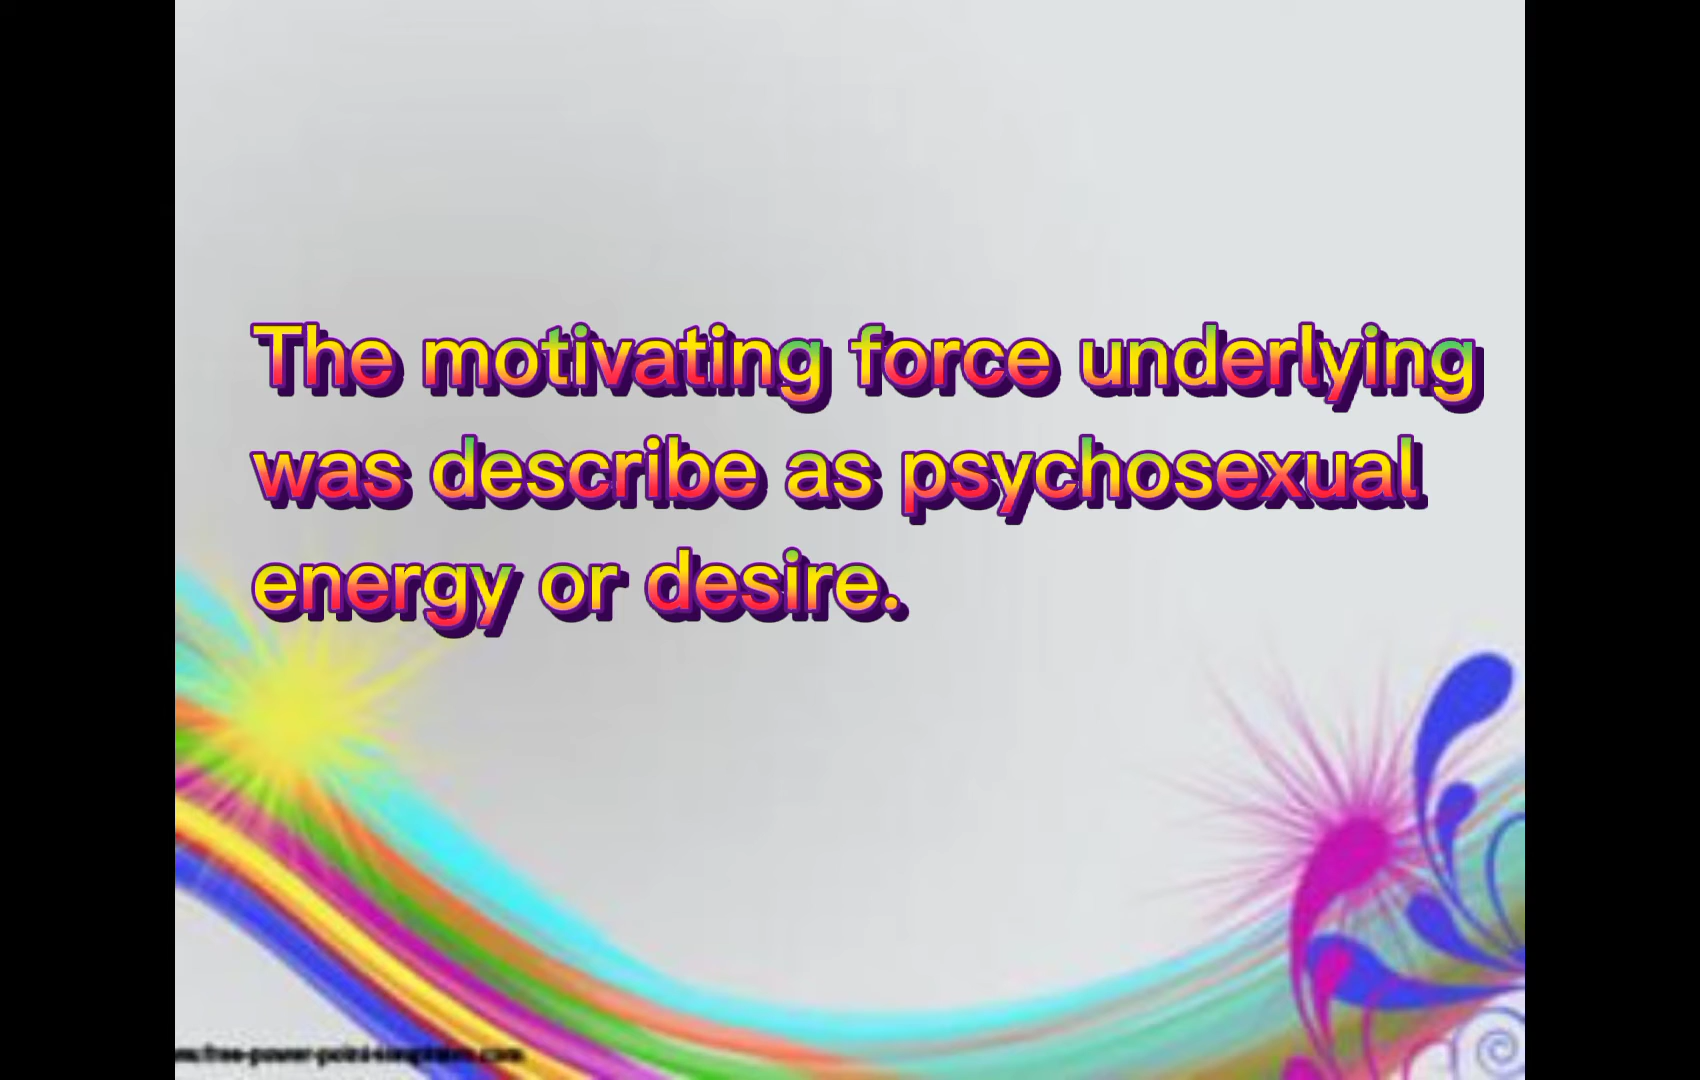 The motivating force underlying
was describe as psychosexual
energy or desire.